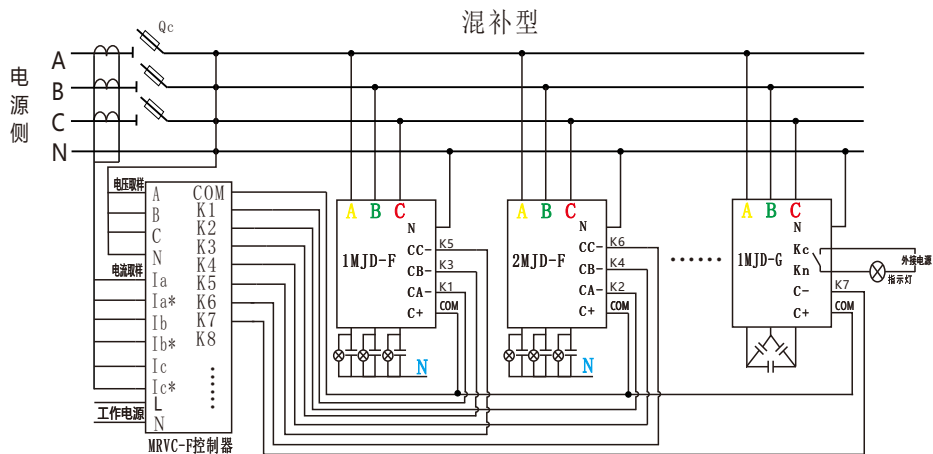 混补型
Qc
电源侧
A
B
C
N
电压取样
A
B
C
N
电流取样
Ia
Ia*
Ib
Ib*
Ic
Ic*
工作电源
L
N
COM
K1
K2
K3
K4
K5
K6
K7
K8
MRVC-F控制器
A B C
N
1MJD-F
CC- K5
CB- K3
CA- K1
C+ COM
N
A B C
N
2MJD-F
CC- K6
CB- K4
CA- K2
C+ COM
N
A B C
N
1MJD-G
Kc
Kn
C- K7
C+ COM
外接电源
指示灯